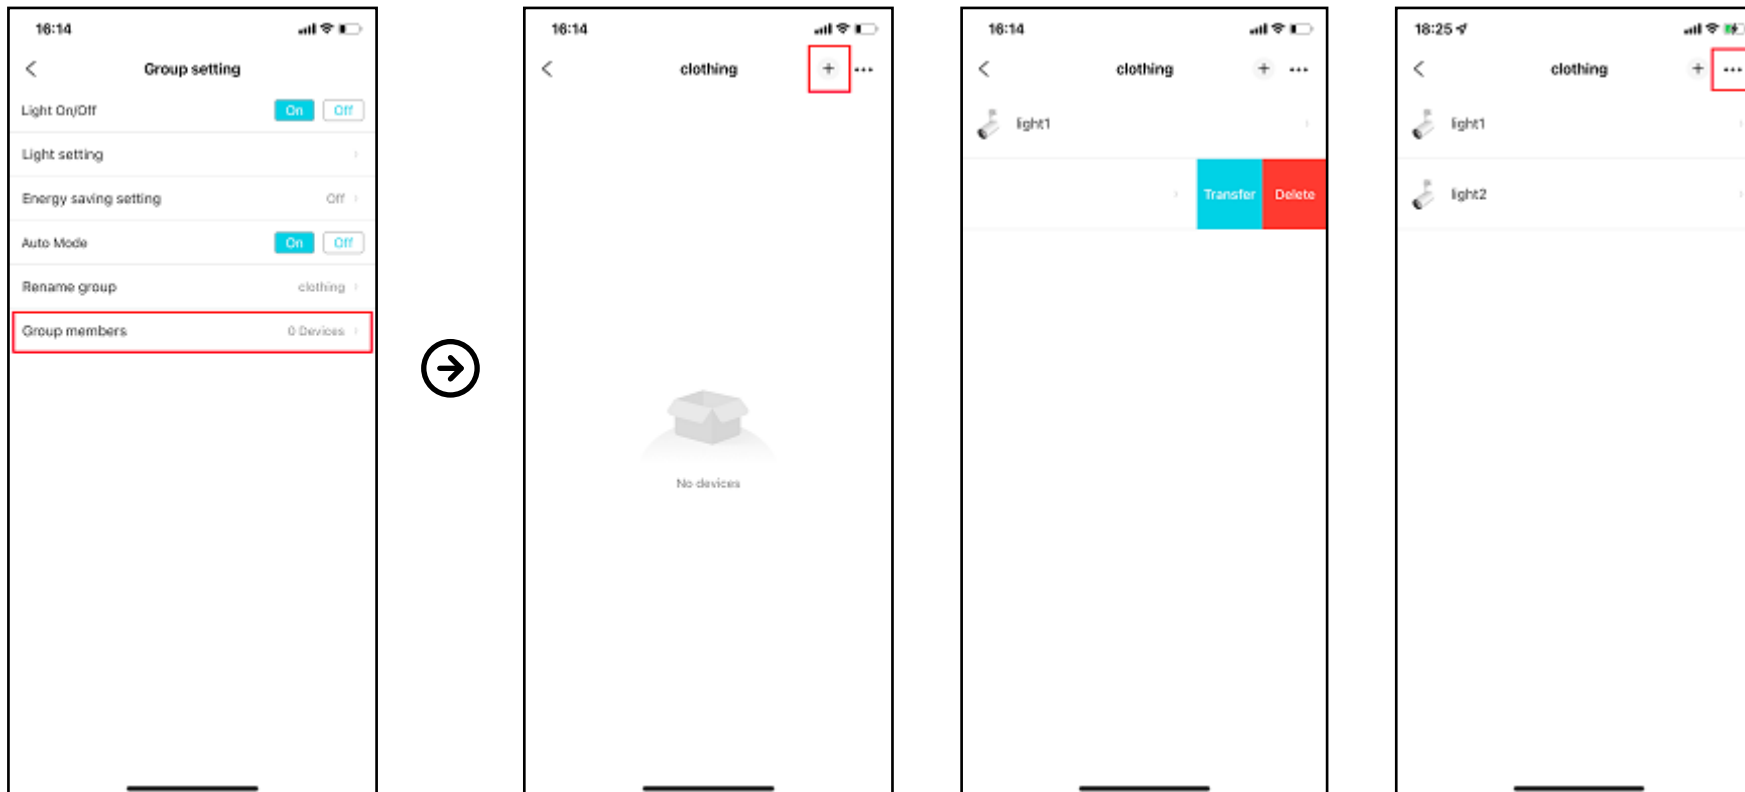 16:14
Group setting
Light On/Off On Off
Light setting
Energy saving setting Off
Auto Mode On Off
Rename group clothing
Group members 0 Devices
16:14
clothing
No devices
16:14
clothing
light1
Transfer Delete
18:25
clothing
light1
light2